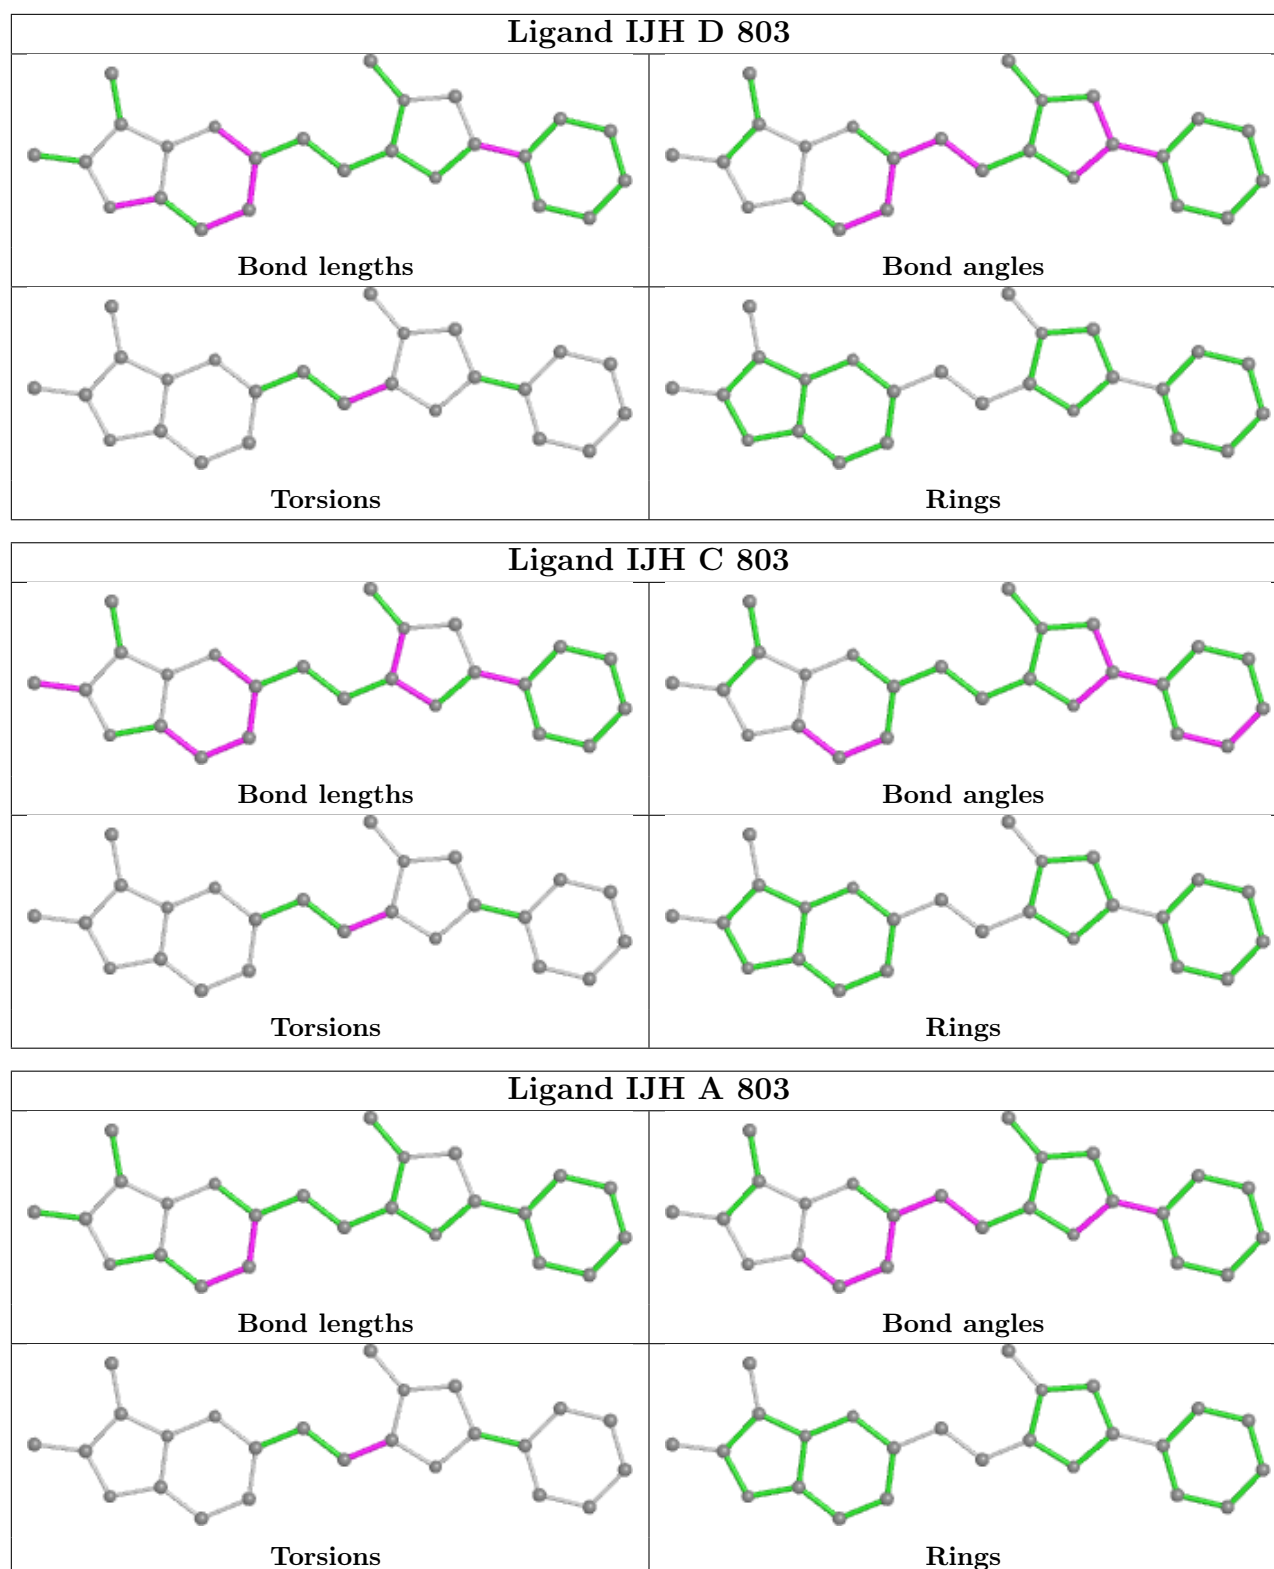 Ligand IJH D 803
Bond lengths
Bond angles
Torsions
Rings
Ligand IJH C 803
Bond lengths
Bond angles
Torsions
Rings
Ligand IJH A 803
Bond lengths
Bond angles
Torsions
Rings